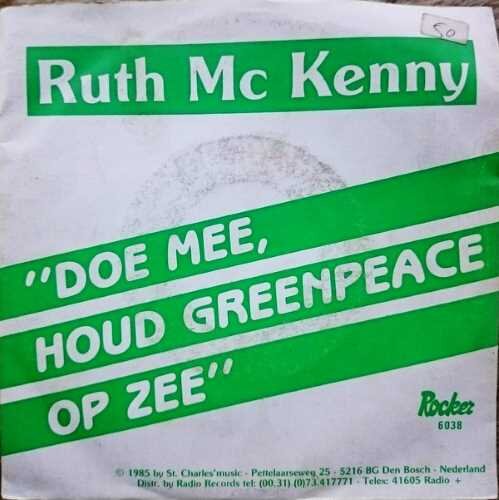 50
Ruth Mc Kenny
"DOE MEE,
HOUD GREENPEACE
OP ZEE"
Rocker
6038
© 1985 by St. Charles'music - Pettelaarseweg 25 - 5216 BG Den Bosch - Nederland
Distr. by Radio Records tel: (00.31) (0)73.417771 - Telex: 41605 Radio +